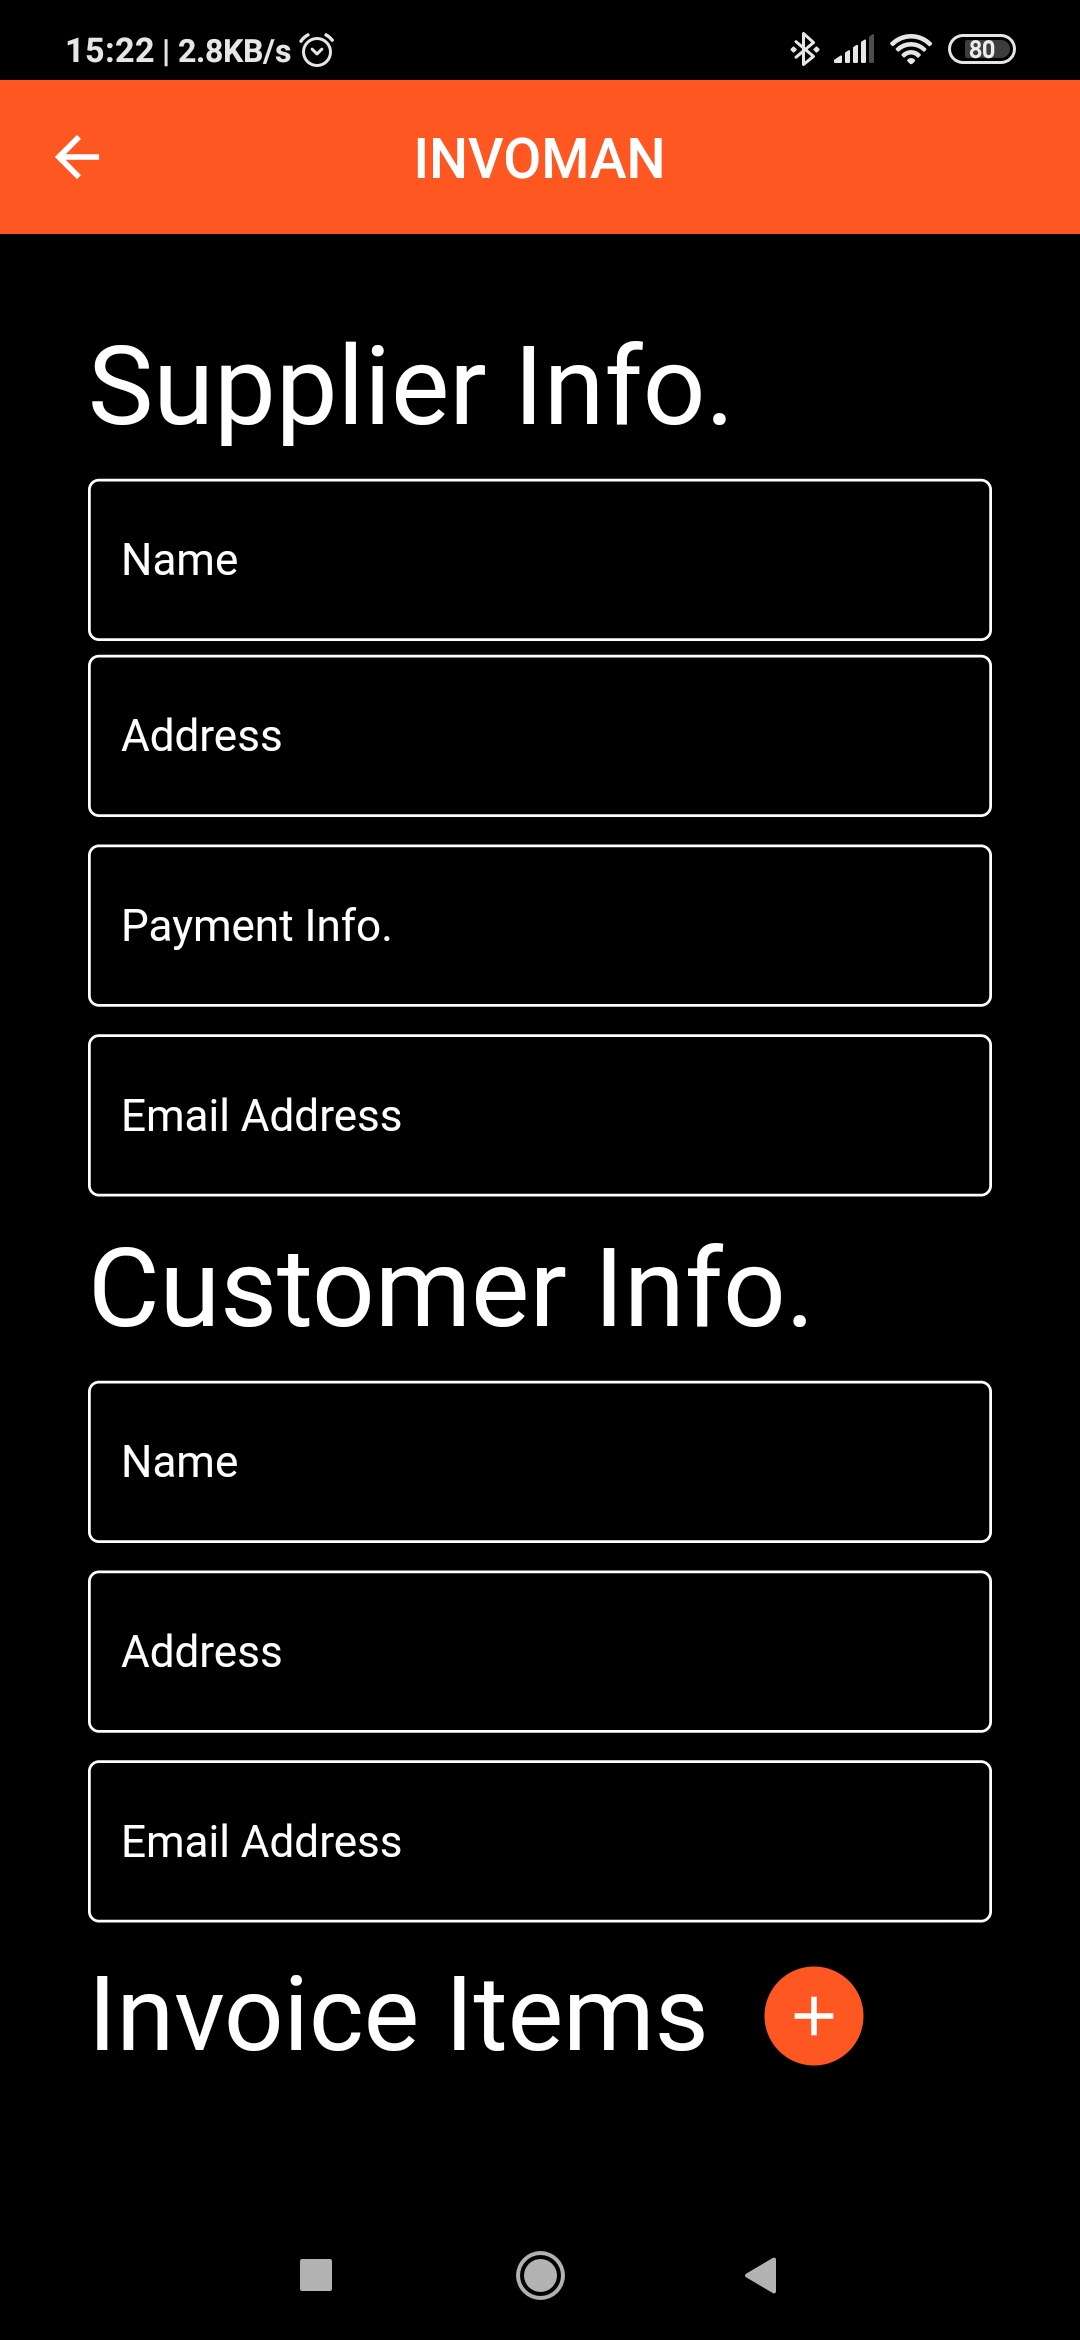 15:22 | 2.8KB/s
80
INVOMAN
Supplier Info.
Name
Address
Payment Info.
Email Address
Customer Info.
Name
Address
Email Address
Invoice Items